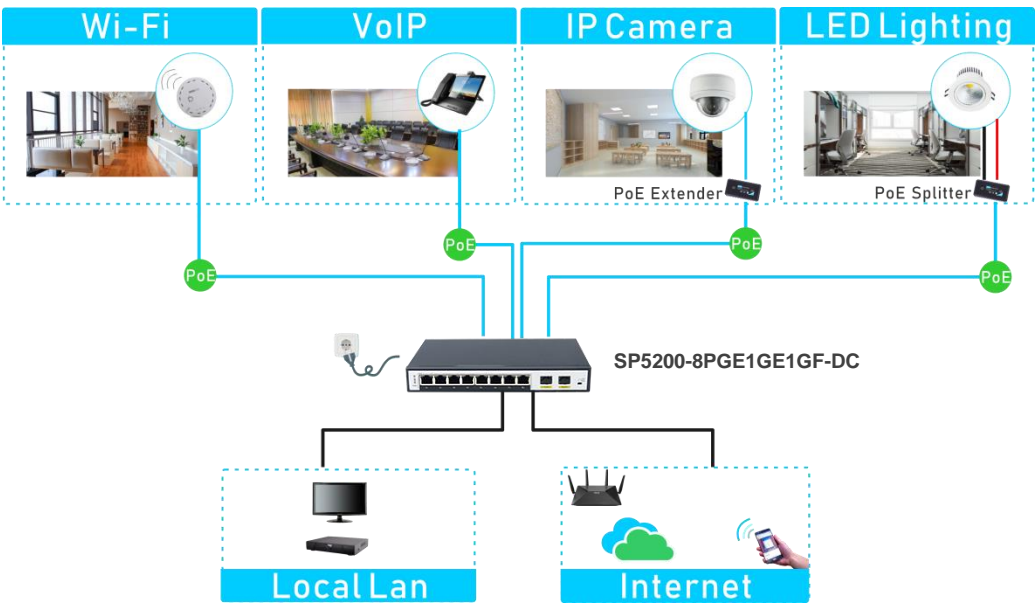 Wi-Fi
VoIP
IP Camera
LED Lighting
PoE Extender
PoE Splitter
PoE
PoE
PoE
PoE
SP5200-8PGE1GE1GF-DC
Local Lan
Internet